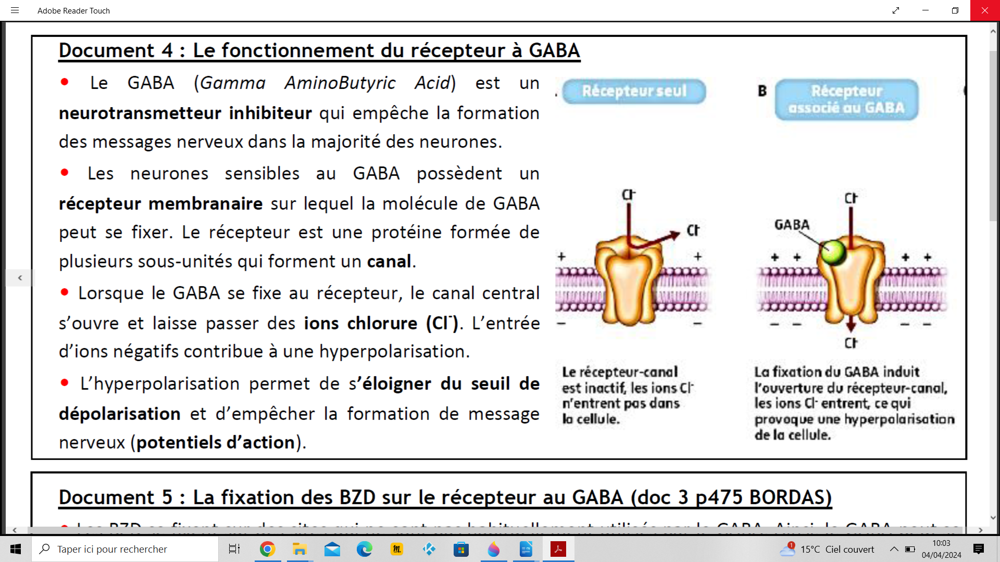 Adobe Reader Touch
Document 4 : Le fonctionnement du récepteur à GABA
• Le GABA (Gamma AminoButyric Acid) est un
neurotransmetteur inhibiteur qui empêche la formation
des messages nerveux dans la majorité des neurones.
• Les neurones sensibles au GABA possèdent un
récepteur membranaire sur lequel la molécule de GABA
peut se fixer. Le récepteur est une protéine formée de
plusieurs sous-unités qui forment un canal.
• Lorsque le GABA se fixe au récepteur, le canal central
s’ouvre et laisse passer des ions chlorure (Cl-). L’entrée
d’ions négatifs contribue à une hyperpolarisation.
• L’hyperpolarisation permet de s’éloigner du seuil de
dépolarisation et d’empêcher la formation de message
nerveux (potentiels d’action).
Récepteur seul
Cl-
Cl-
+ +
– –
Le récepteur-canal
est inactif, les ions Cl-
n’entrent pas dans
la cellule.
B
Récepteur
associé au GABA
Cl-
GABA
+ + + +
– – – –
Cl-
La fixation du GABA induit
l’ouverture du récepteur-canal,
les ions Cl- entrent, ce qui
provoque une hyperpolarisation
de la cellule.
Document 5 : La fixation des BZD sur le récepteur au GABA (doc 3 p475 BORDAS)
Taper ici pour rechercher
1
15°C Ciel couvert
10:03
04/04/2024